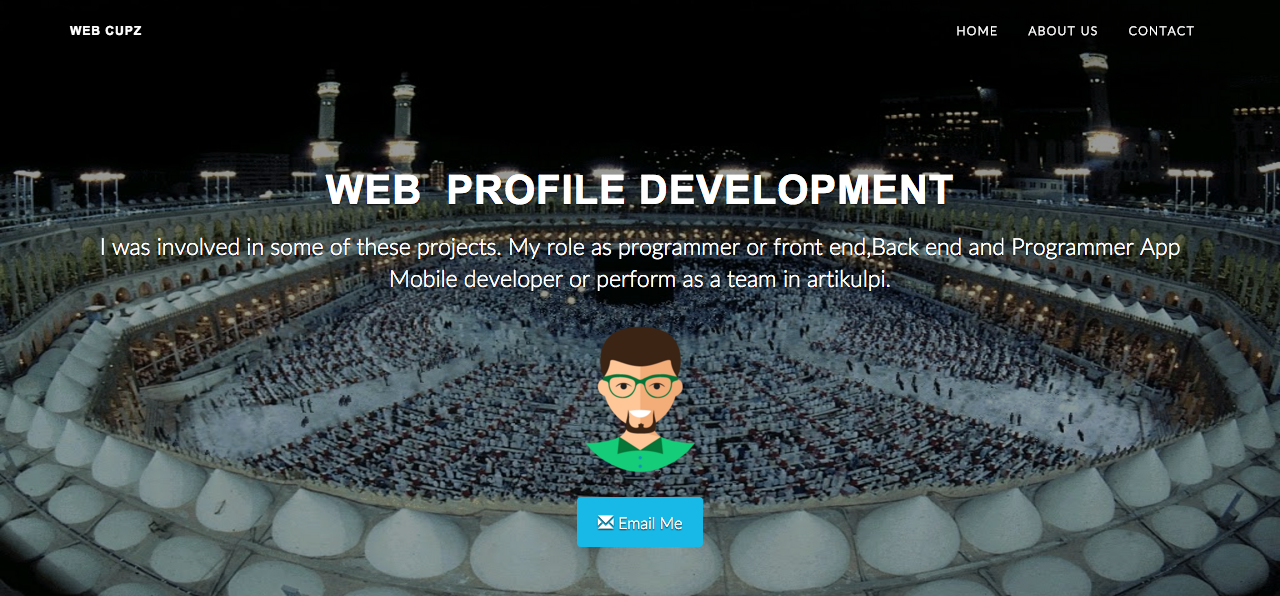 WEB CUPZ
HOME ABOUT US CONTACT
WEB PROFILE DEVELOPMENT
I was involved in some of these projects. My role as programmer or front end,Back end and Programmer App
Mobile developer or perform as a team in artikulpi.
Email Me